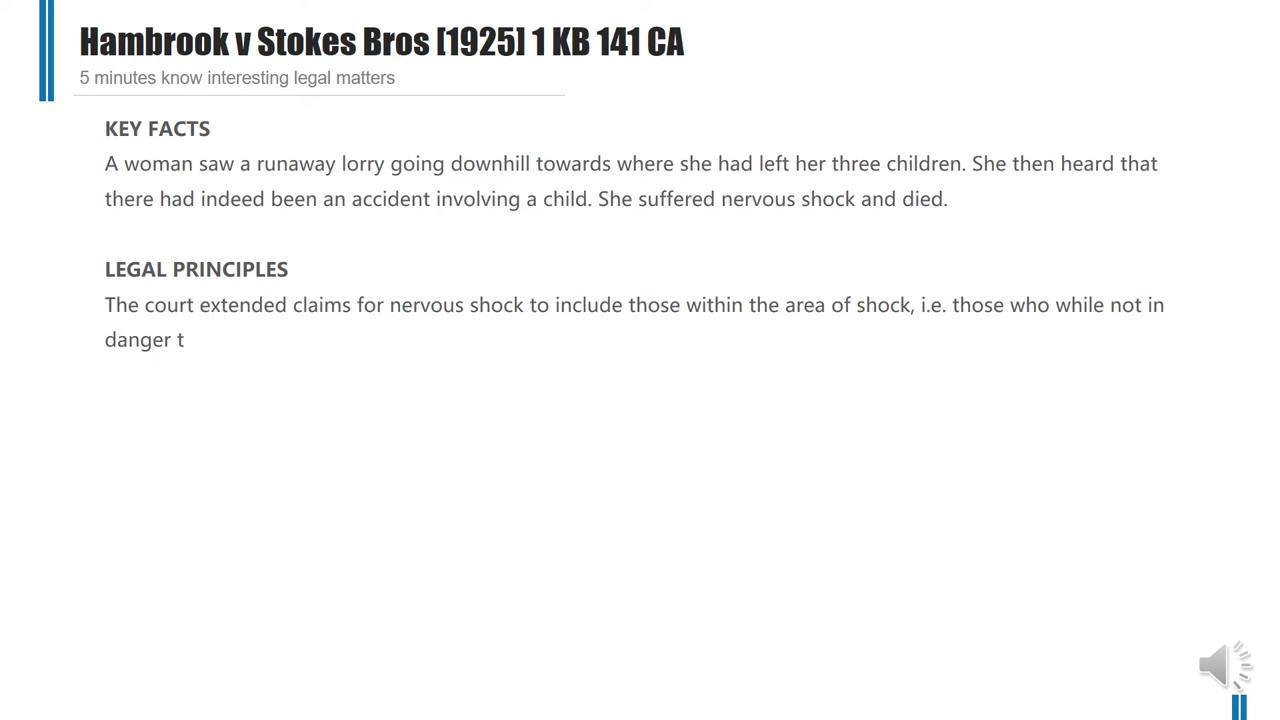 Hambrook v Stokes Bros [1925] 1 KB 141 CA
5 minutes know interesting legal matters
KEY FACTS
A woman saw a runaway lorry going downhill towards where she had left her three children. She then heard that
there had indeed been an accident involving a child. She suffered nervous shock and died.
LEGAL PRINCIPLES
The court extended claims for nervous shock to include those within the area of shock, i.e. those who while not in
danger t